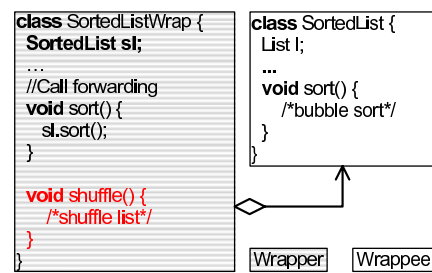 class SortedListWrap {
SortedList sl;
...
//Call forwarding
void sort() {
sl.sort();
}
void shuffle() {
/*shuffle list*/
}
}
class SortedList {
List l;
...
void sort() {
/*bubble sort*/
}
}
Wrapper
Wrappee